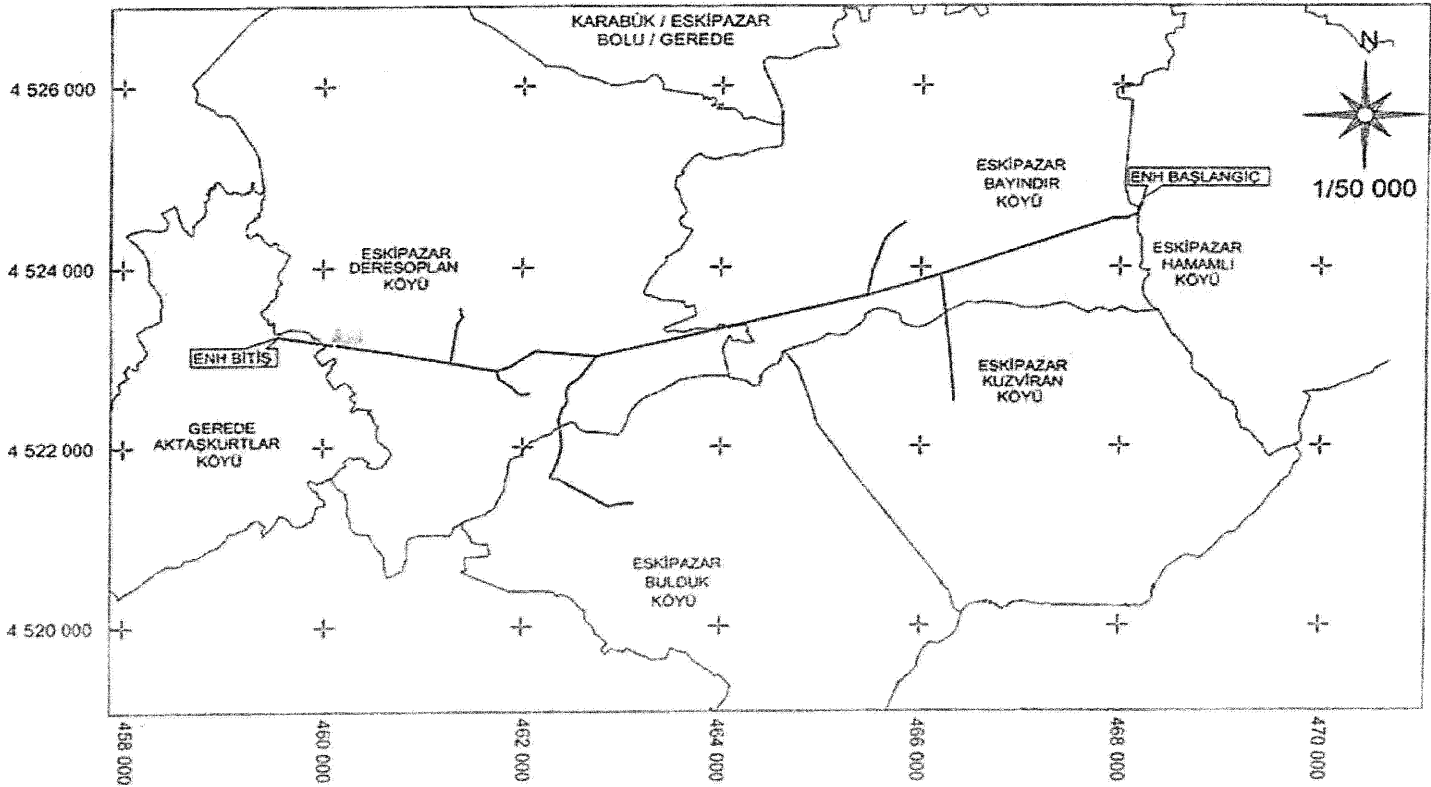 KARABÜK / ESKİPAZAR
BOLU / GEREDE
N
1/50 000
4 526 000
4 524 000
4 522 000
4 520 000
ESKİPAZAR
BAYINDIR
KÖYÜ
ENH BAŞLANGIÇ
ESKİPAZAR
HAMAMLI
KÖYÜ
ESKİPAZAR
DERESOPLAN
KÖYÜ
ENH BİTİŞ
ESKİPAZAR
KUZVİRAN
KÖYÜ
GEREDE
AKTAŞKURTLAR
KÖYÜ
ESKİPAZAR
BULDUK
KÖYÜ
458 000
460 000
462 000
464 000
466 000
468 000
470 000